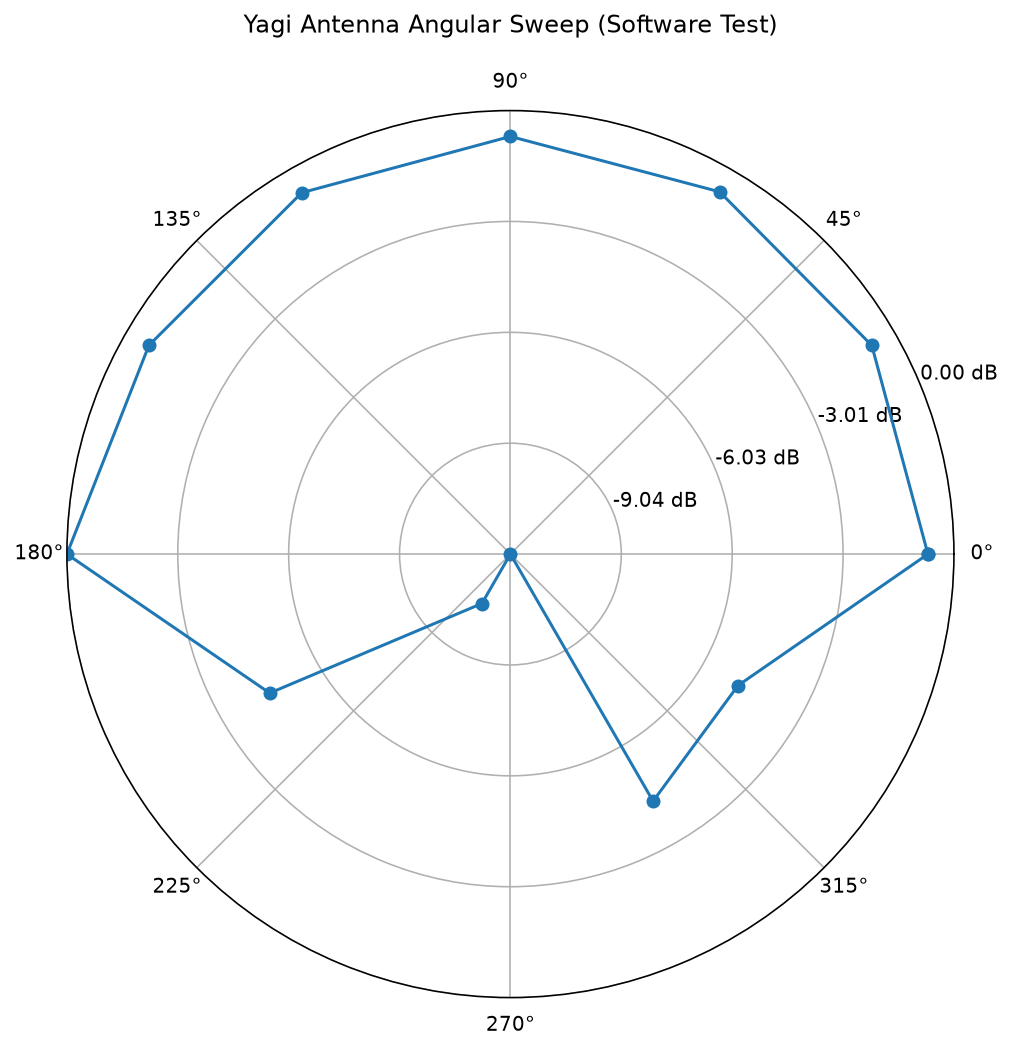 Yagi Antenna Angular Sweep (Software Test)
90°
135°
45°
0.00 dB
-3.01 dB
-6.03 dB
-9.04 dB
180°
0°
225°
315°
270°